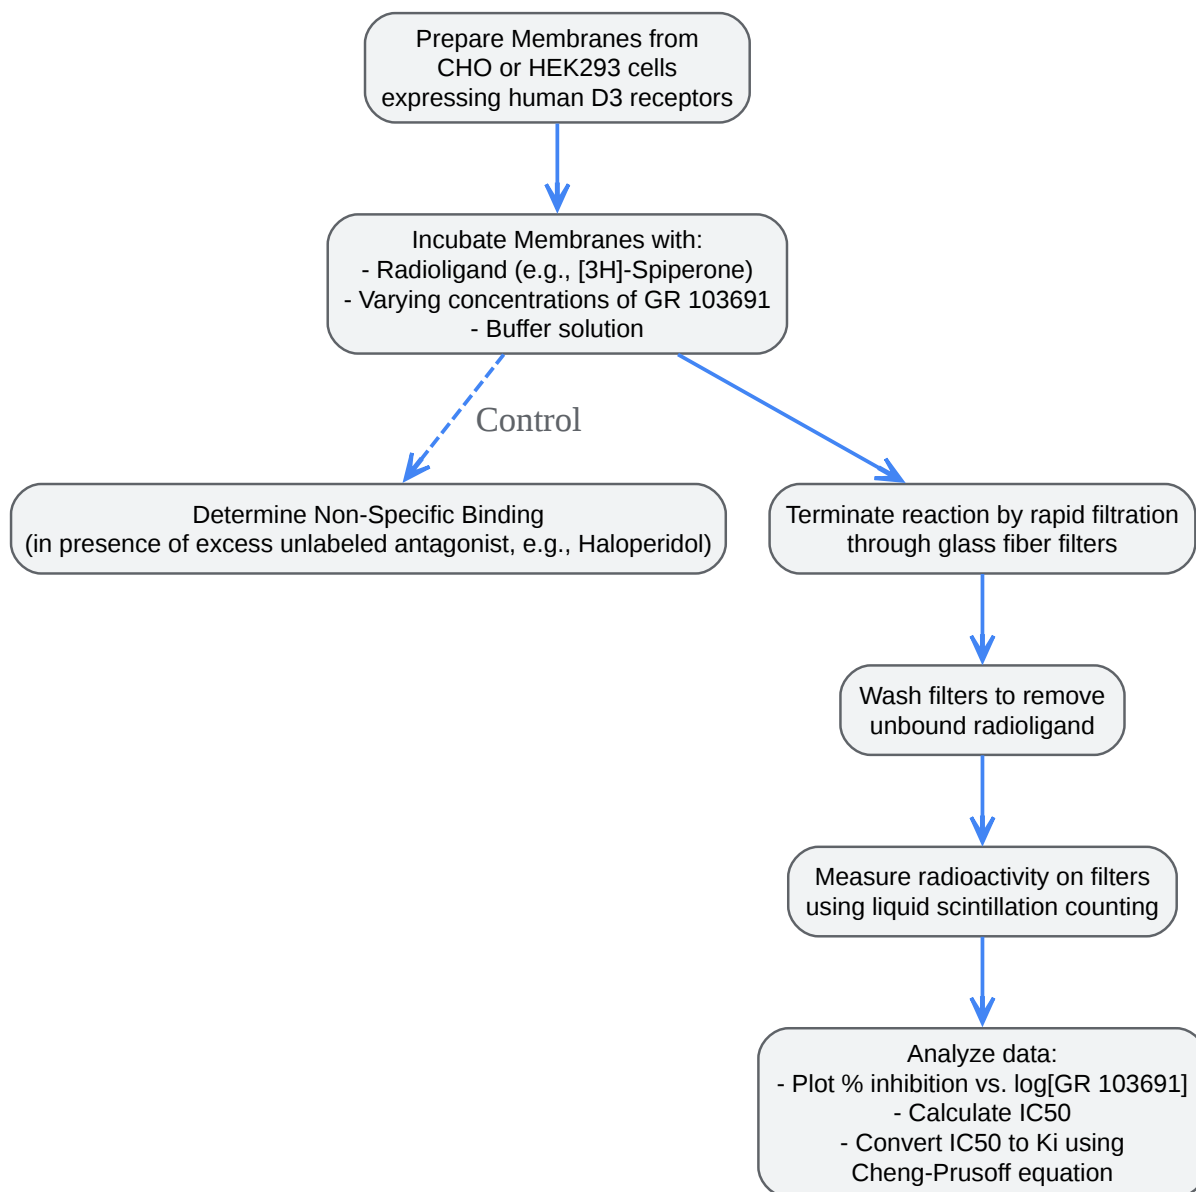 Prepare Membranes from
CHO or HEK293 cells
expressing human D3 receptors
Incubate Membranes with:
- Radioligand (e.g., [3H]-Spiperone)
- Varying concentrations of GR 103691
- Buffer solution
Control
Determine Non-Specific Binding
(in presence of excess unlabeled antagonist, e.g., Haloperidol)
Terminate reaction by rapid filtration
through glass fiber filters
Wash filters to remove
unbound radioligand
Measure radioactivity on filters
using liquid scintillation counting
Analyze data:
- Plot % inhibition vs. log[GR 103691]
- Calculate IC50
- Convert IC50 to Ki using
Cheng-Prusoff equation